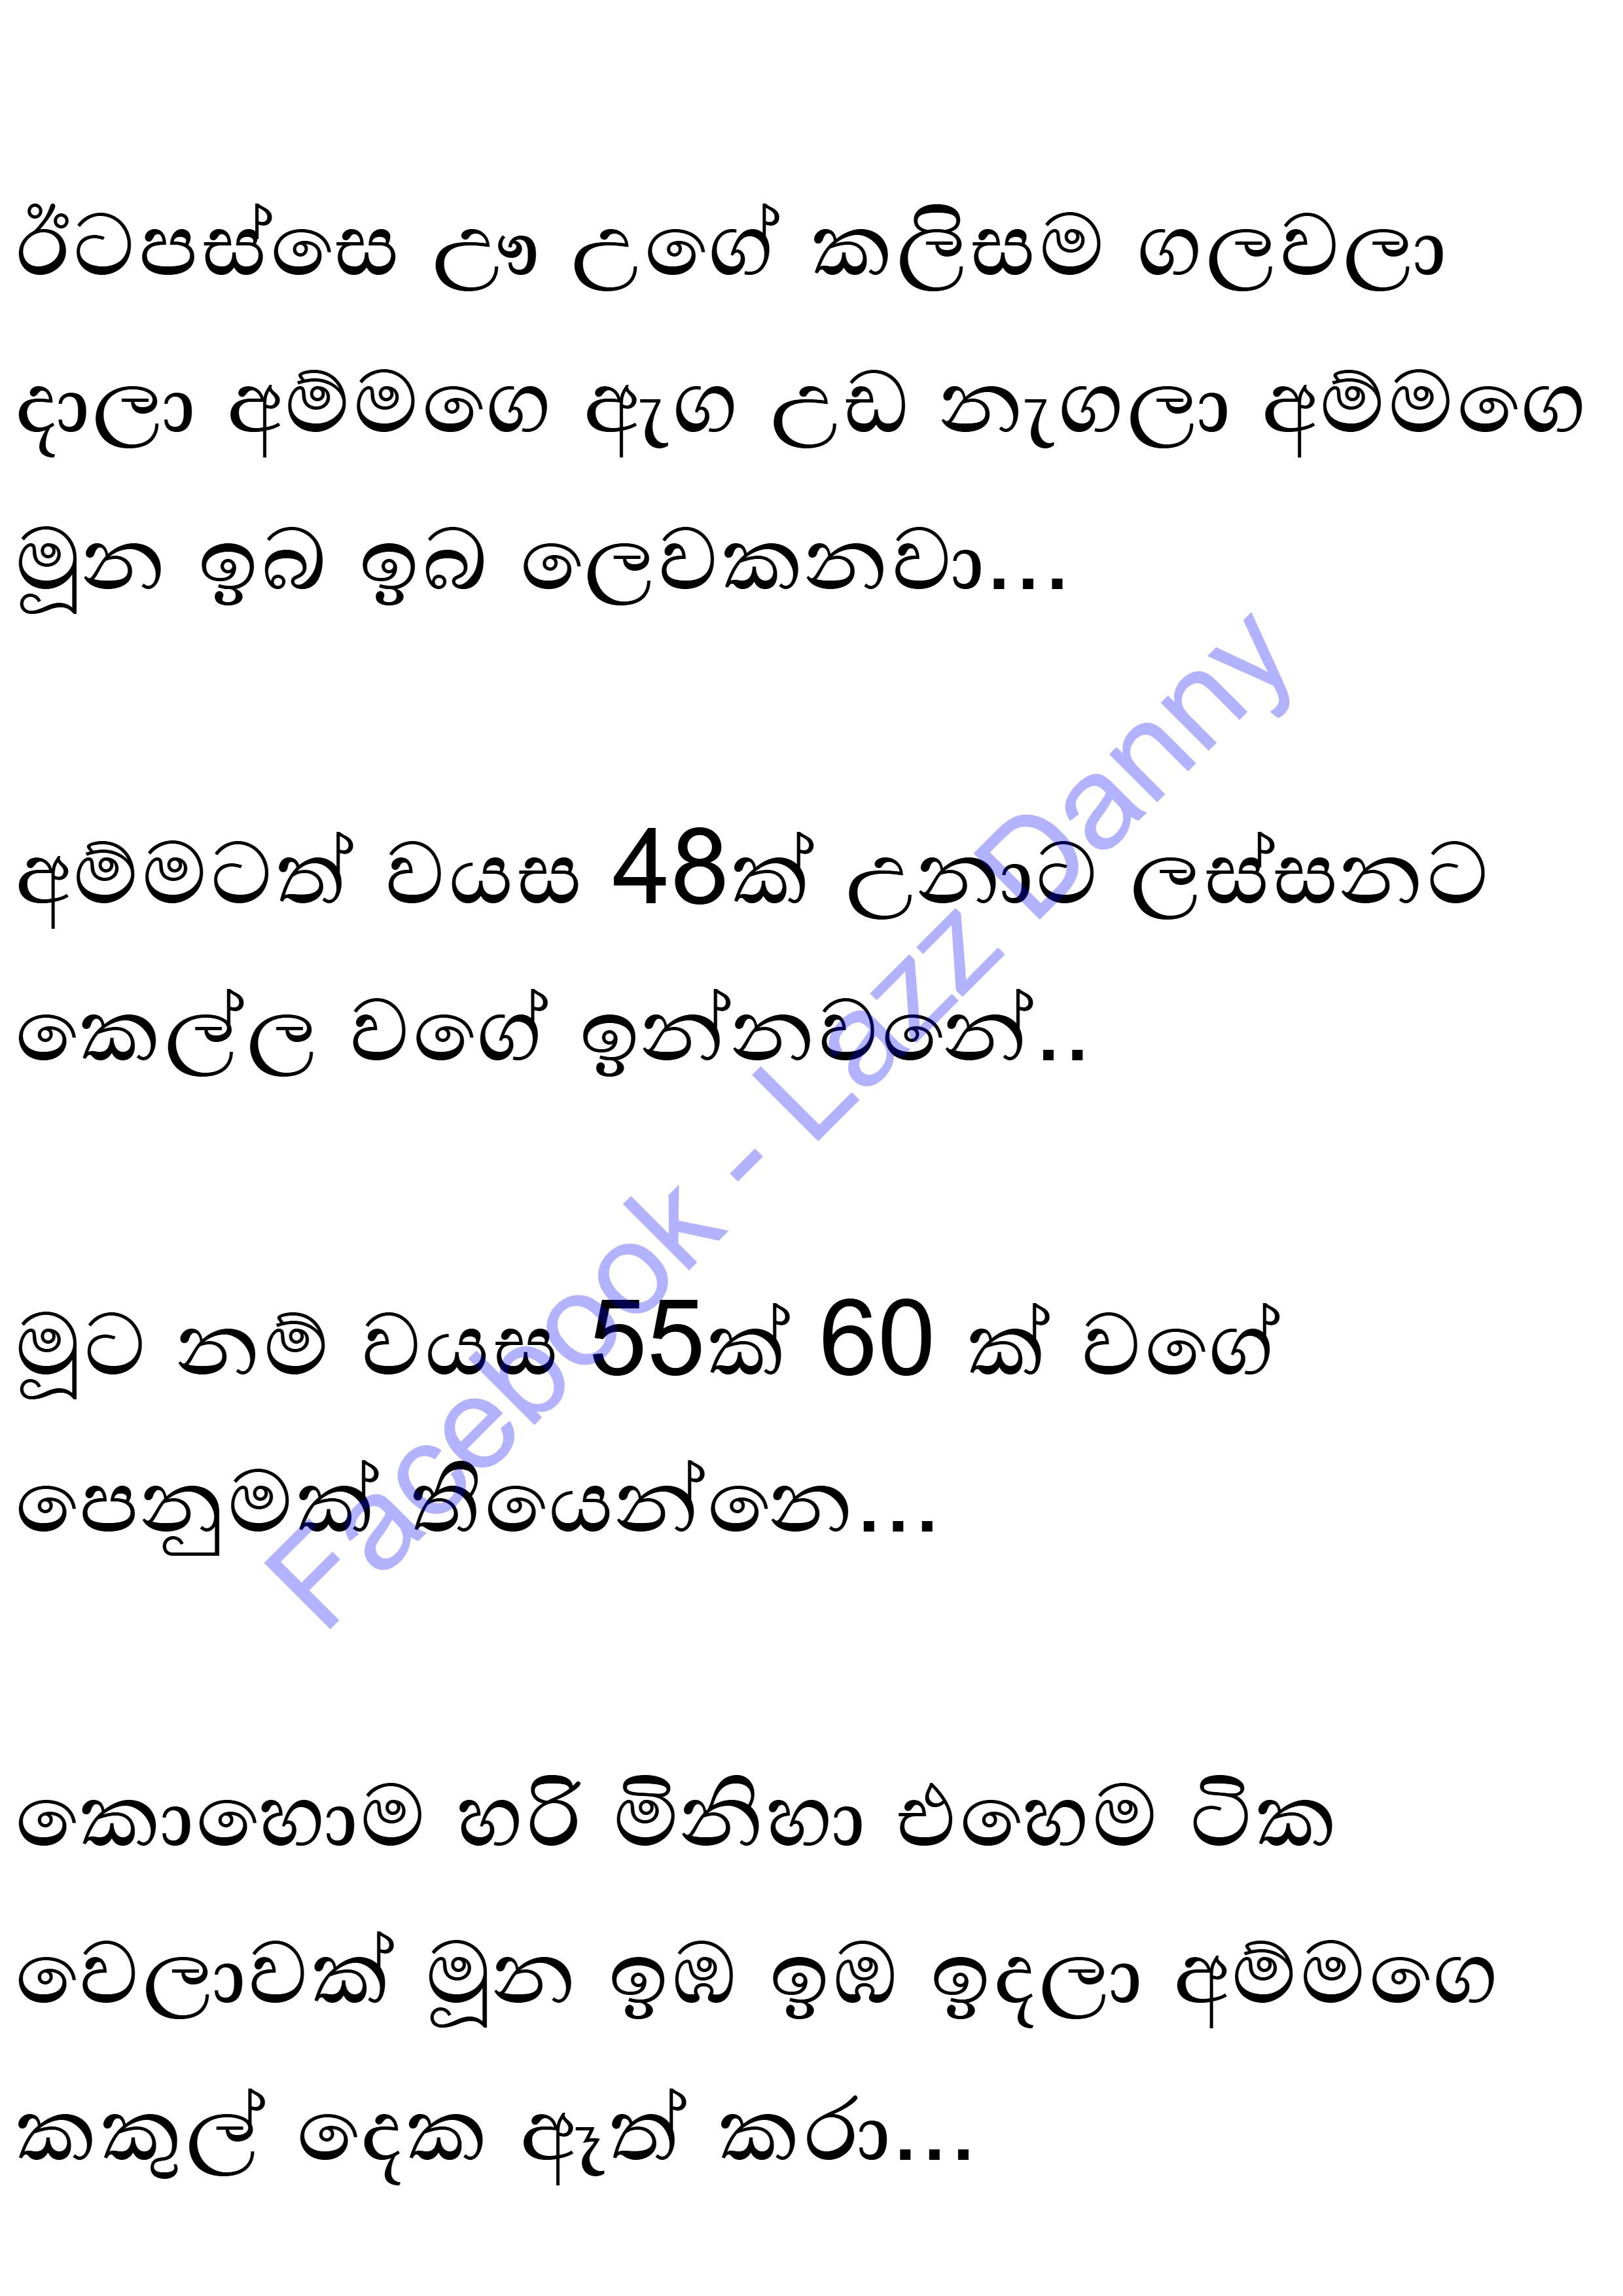 ඊටපස්සෙ ඌ උගේ කලිසම ගලවලා
දාලා අම්මගෙ ඇග උඩ නැගලා අම්මගෙ
මූන ඉබ ඉබ ලෙවකනවා...
අම්මටත් වයස 48ක් උනාට ලස්සනට
කෙල්ල වගේ ඉන්නවනේ..
මූට නම් වයස 55ක් 60 ක් වගේ
පෙනුමක් තියෙන්නෙ...
කොහොම හරි මිනිහා එහෙම ටික
වෙලාවක් මූන ඉඹ ඉඹ ඉදලා අම්මගෙ
කකුල් දෙක ඈත් කරා...
Facebook - Lazz Danny